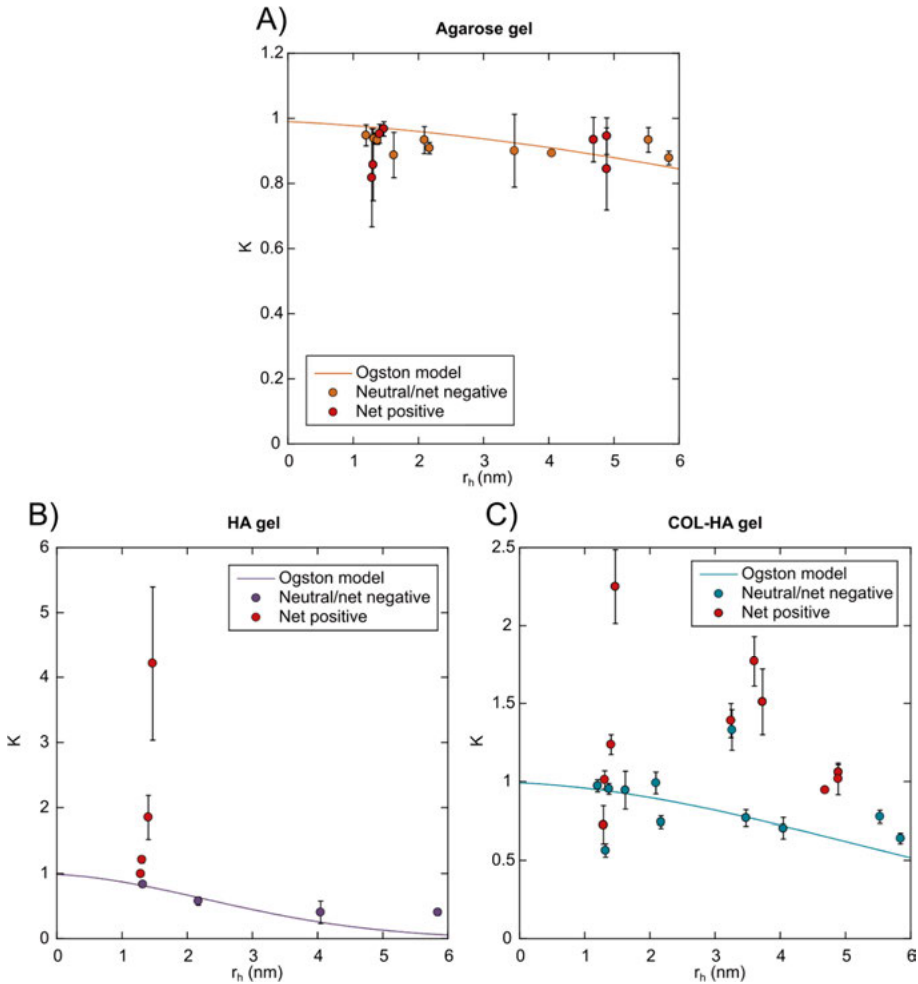 A)
Agarose gel
1.2
1
0.8
0.6
0.4
0.2
0
K
Ogston model
Neutral/net negative
Net positive
0 1 2 3 4 5 6
r_h (nm)
B)
HA gel
6
5
4
3
2
1
0
K
Ogston model
Neutral/net negative
Net positive
0 1 2 3 4 5 6
r_h (nm)
C)
COL-HA gel
2.5
2
1.5
1
0.5
0
K
Ogston model
Neutral/net negative
Net positive
0 1 2 3 4 5 6
r_h (nm)